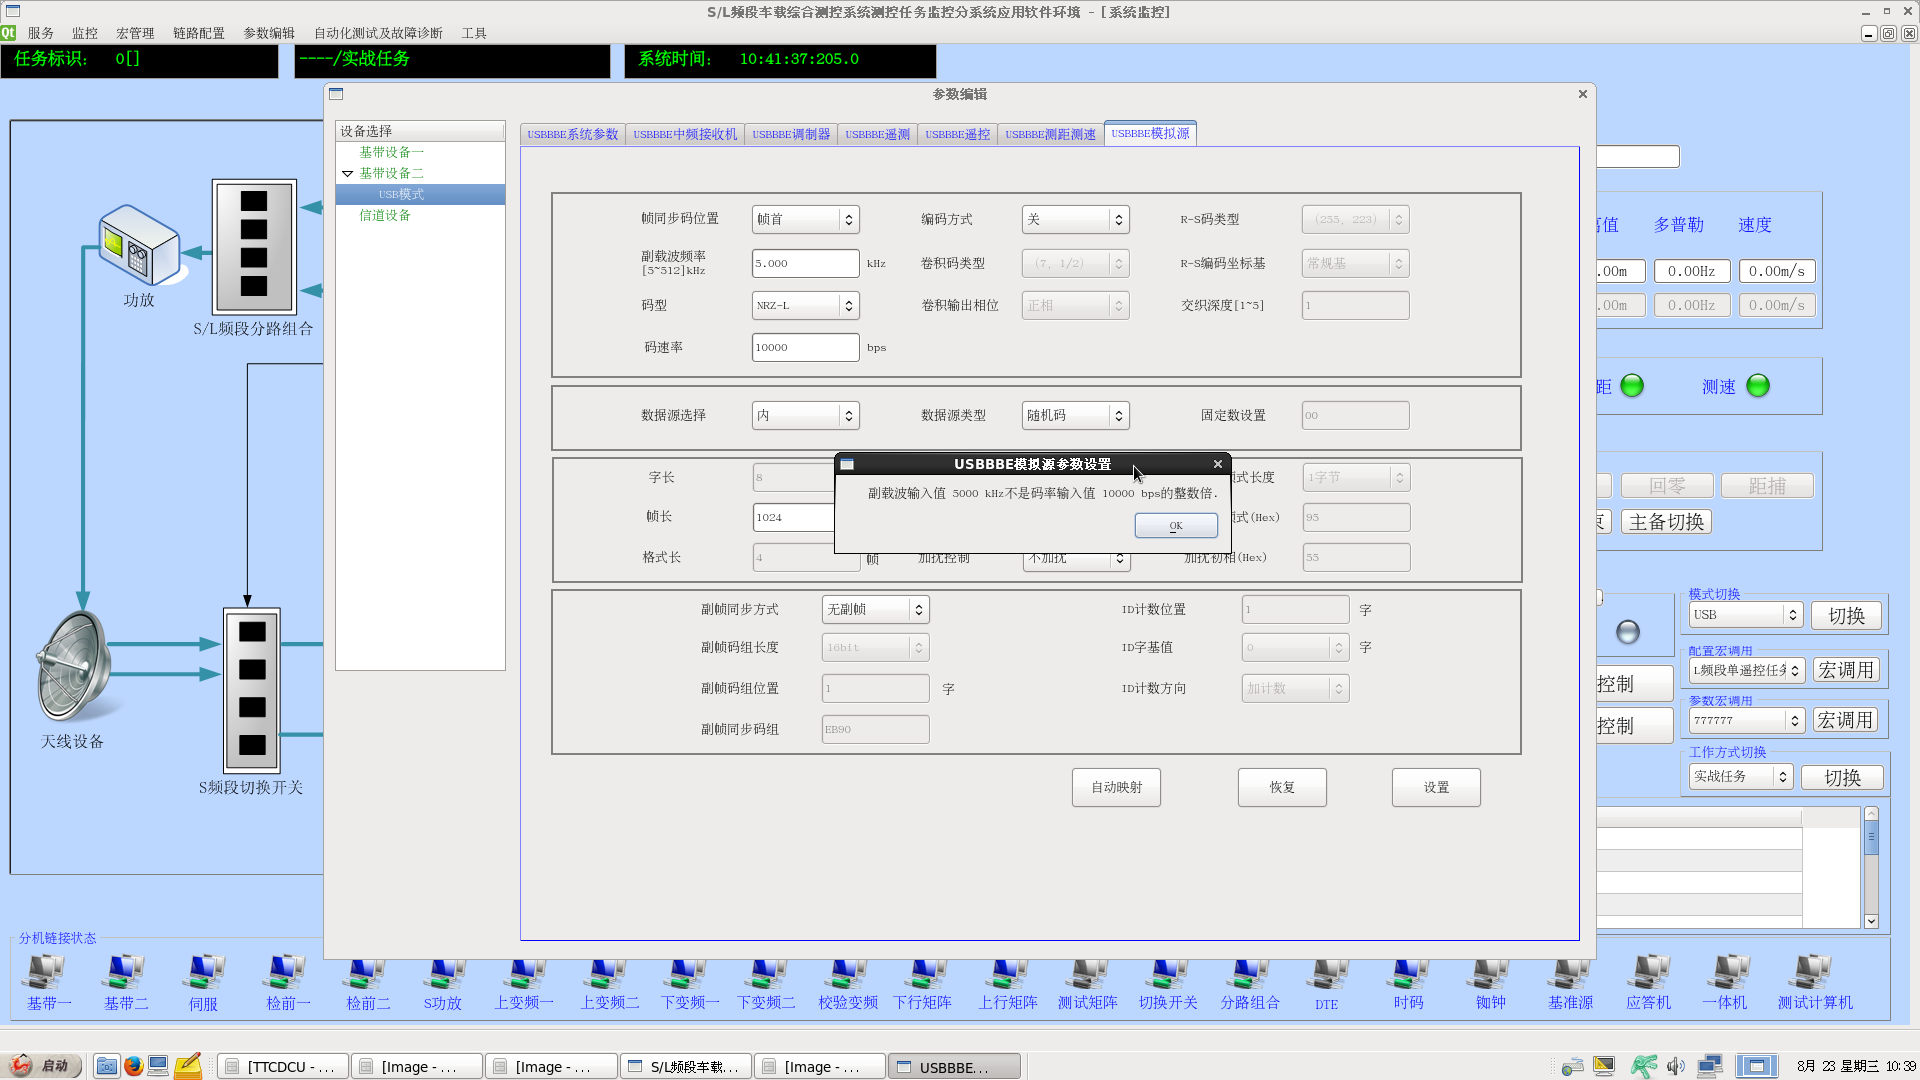 S/L频段车载综合测控系统测控任务监控分系统应用软件环境 - [系统监控]
服务 监控 宏管理 链路配置 参数编辑 自动化测试及故障诊断 工具
任务标识: 0[]
----/实战任务
系统时间: 10:41:37:205.0
参数编辑
设备选择
基带设备一
基带设备二
USB模式
信道设备
USBBBE系统参数 USBBBE中频接收机 USBBBE调制器 USBBBE遥测 USBBBE遥控 USBBBE测距测速 USBBBE模拟源
帧同步码位置 帧首 编码方式 关 R-S码类型 (255, 223)
副载波频率
[5~512]kHz
5.000 kHz 卷积码类型 (7, 1/2) R-S编码坐标基 常规基
码型 NRZ-L 卷积输出相位 正相 交织深度[1~5] 1
码速率 10000 bps
数据源选择 内 数据源类型 随机码 固定数设置 00
字长 8 式长度 1字节
帧长 1024 式(Hex) 95
格式长 4 帧 加扰控制 不加扰 加扰初相(Hex) 55
USBBBE模拟源参数设置
副载波输入值 5000 kHz不是码率输入值 10000 bps的整数倍.
OK
副帧同步方式 无副帧 ID计数位置 1 字
副帧码组长度 16bit ID字基值 0 字
副帧码组位置 1 字 ID计数方向 加计数
副帧同步码组 EB90
自动映射 恢复 设置
功放
S/L频段分路组合
天线设备
S频段切换开关
值 多普勒 速度
.00m 0.00Hz 0.00m/s
.00m 0.00Hz 0.00m/s
距 测速
回零 距捕
主备切换
模式切换
USB 切换
配置宏调用
L频段单遥控任务 宏调用
控制
参数宏调用
777777 宏调用
控制
工作方式切换
实战任务 切换
分机链接状态
基带一 基带二 伺服 检前一 检前二 S功放 上变频一 上变频二 下变频一 下变频二 校验变频 下行矩阵 上行矩阵 测试矩阵 切换开关 分路组合 DTE 时码 铷钟 基准源 应答机 一体机 测试计算机
启动 [TTCDCU - ... [Image - ... [Image - ... S/L频段车载... [Image - ... USBBBE... 8月 23 星期三 10:39